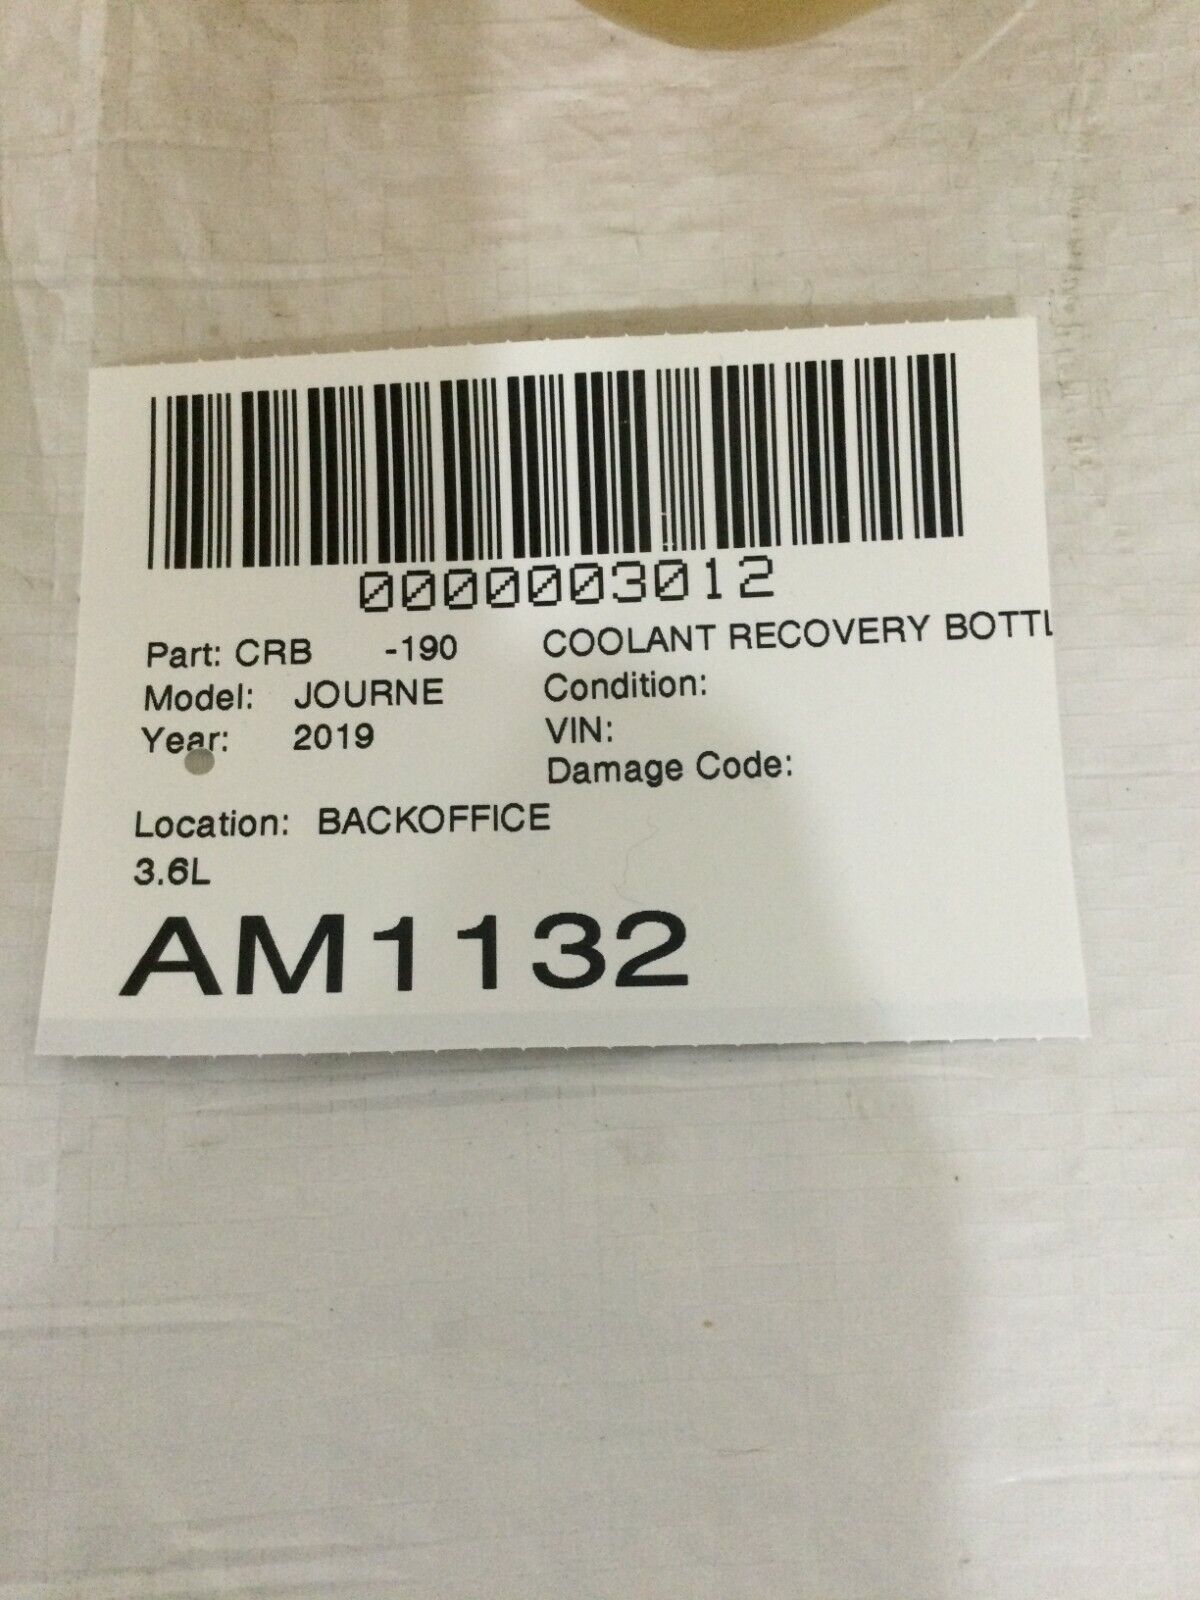 0000003012
Part: CRB -190 COOLANT RECOVERY BOTTL
Model: JOURNE Condition:
Year: 2019 VIN:
Damage Code:
Location: BACKOFFICE
3.6L
AM1132